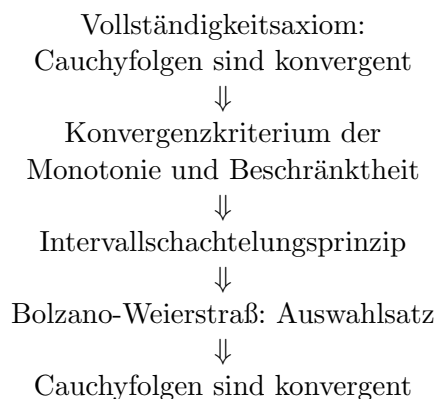 Vollständigkeitsaxiom:
Cauchyfolgen sind konvergent
⇓
Konvergenzkriterium der
Monotonie und Beschränktheit
⇓
Intervallschachtelungsprinzip
⇓
Bolzano-Weierstraß: Auswahlsatz
⇓
Cauchyfolgen sind konvergent